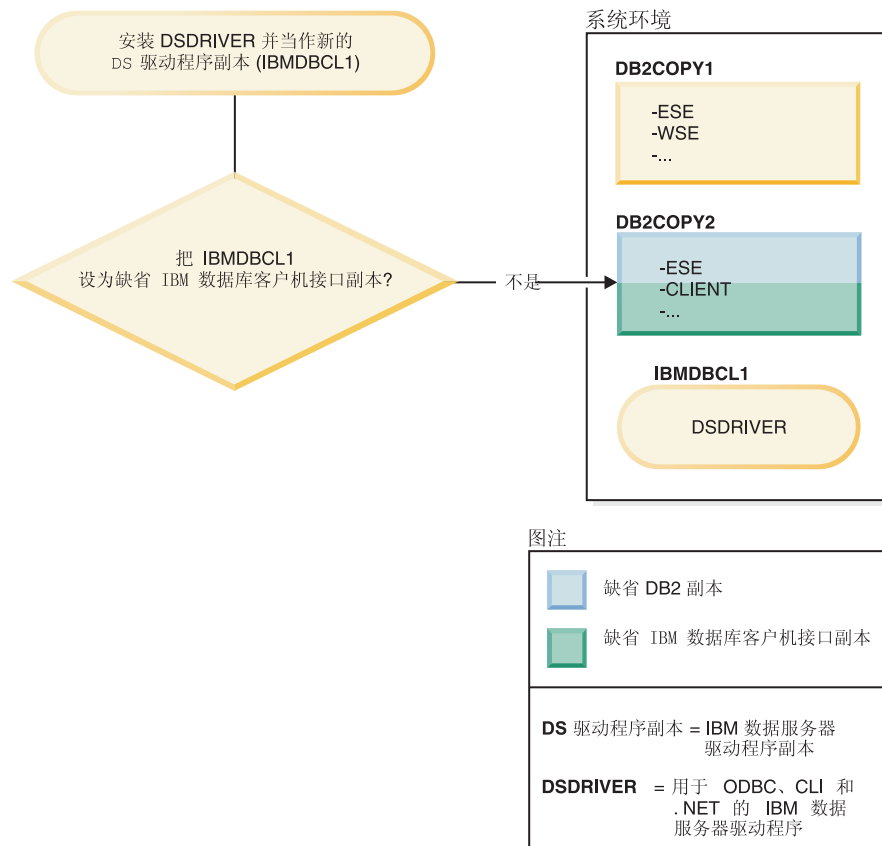 安装 DSDRIVER 并当作新的
DS 驱动程序副本 (IBMDBCL1)
把 IBMDBCL1
设为缺省 IBM 数据库客户机接口副本?
不是
系统环境
DB2COPY1
-ESE
-WSE
-...
DB2COPY2
-ESE
-CLIENT
-...
IBMDBCL1
DSDRIVER
图注
缺省 DB2 副本
缺省 IBM 数据库客户机接口副本
DS 驱动程序副本 = IBM 数据服务器
驱动程序副本
DSDRIVER = 用于 ODBC、CLI 和
.NET 的 IBM 数据
服务器驱动程序